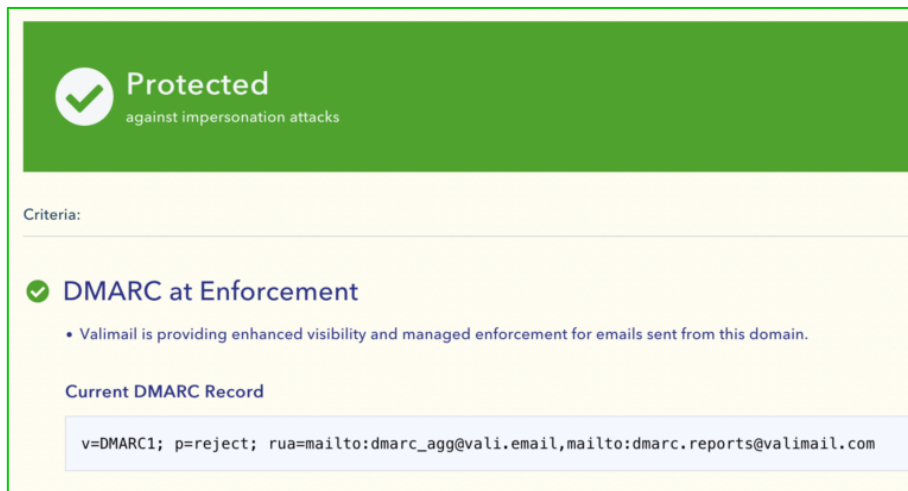 Protected
against impersonation attacks
Criteria:
DMARC at Enforcement
• Valimail is providing enhanced visibility and managed enforcement for emails sent from this domain.
Current DMARC Record
v=DMARC1; p=reject; rua=mailto:dmarc_agg@vali.email,mailto:dmarc.reports@valimail.com